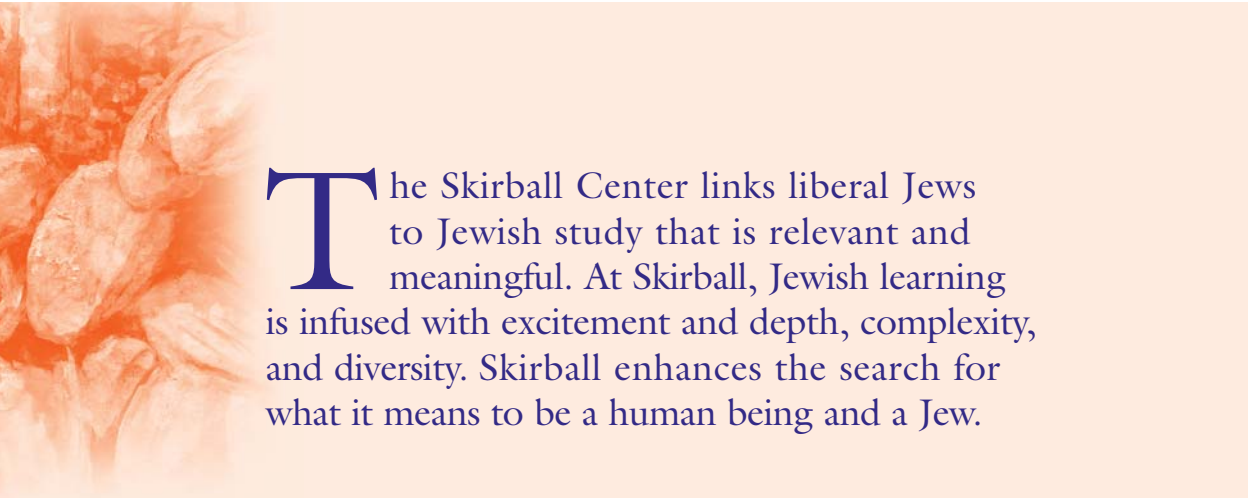 The Skirball Center links liberal Jews
to Jewish study that is relevant and
meaningful. At Skirball, Jewish learning
is infused with excitement and depth, complexity,
and diversity. Skirball enhances the search for
what it means to be a human being and a Jew.